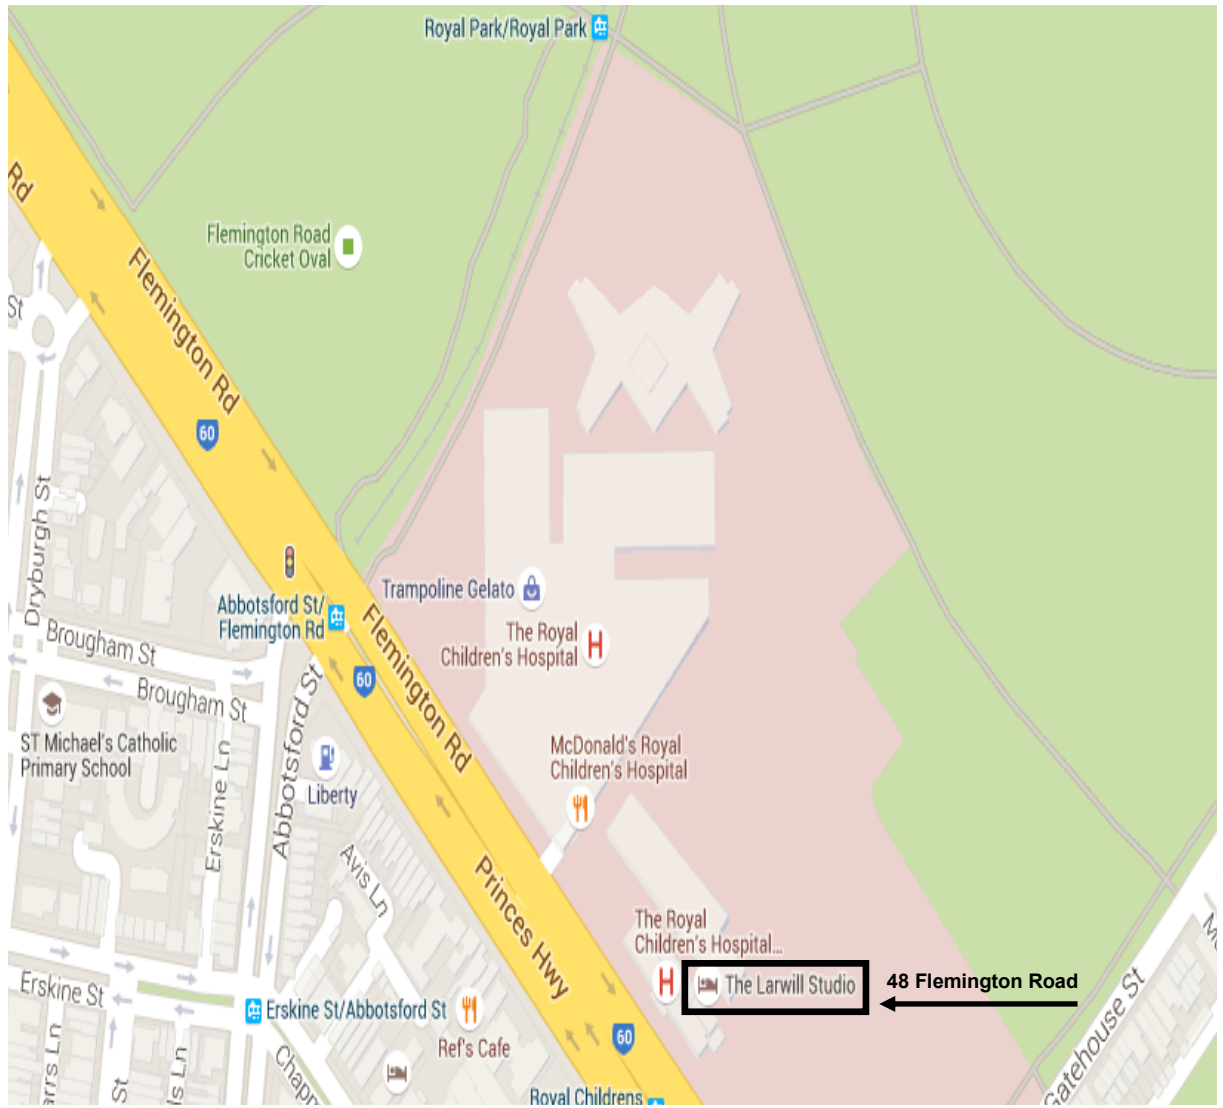 Royal Park/Royal Park
Rd
Flemington Road
Cricket Oval
Flemington Rd
St
60
Dryburgh St
Trampoline Gelato
Abbotsford St/
Flemington Rd
The Royal
Children's Hospital
Flemington Rd
60
Brougham St
Brougham St
ST Michael's Catholic
Primary School
Erskine Ln
Abbotsford St
Liberty
McDonald's Royal
Children's Hospital
Avis Ln
Princes Hwy
The Royal
Children's Hospital...
The Larwill Studio
48 Flemington Road
Erskine St
Erskine St/Abbotsford St
Ref's Cafe
60
Gatehouse St
St
Royal Childrens